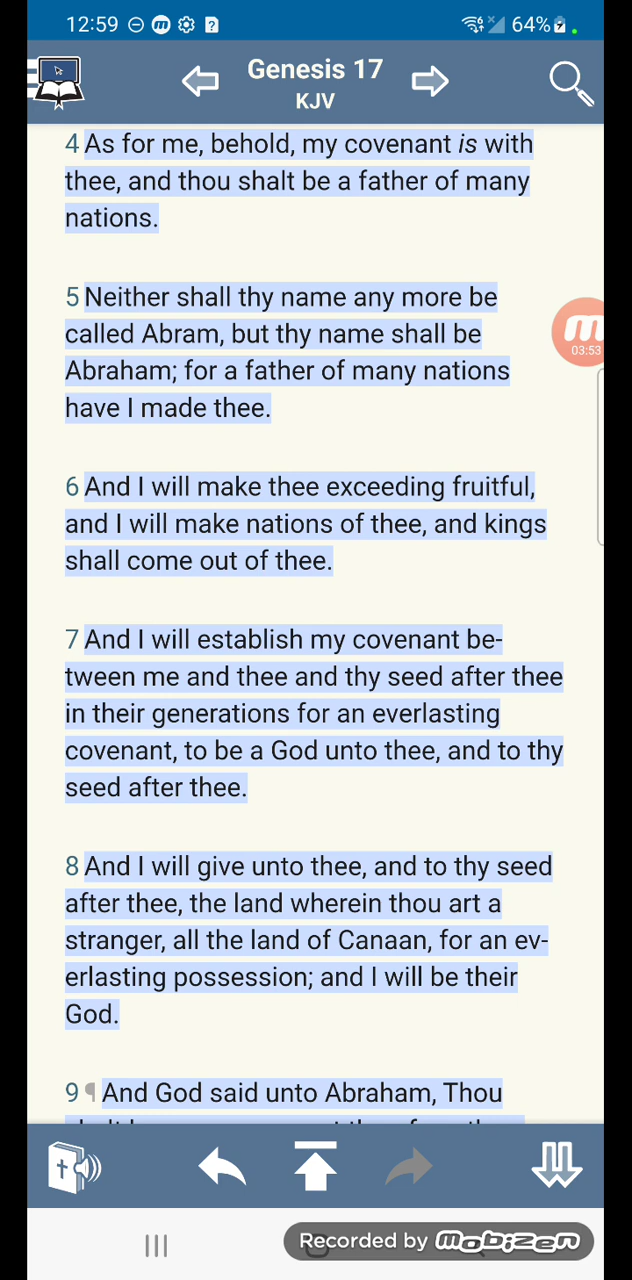 12:59
64%
Genesis 17
KJV
4 As for me, behold, my covenant is with
thee, and thou shalt be a father of many
nations.
5 Neither shall thy name any more be
called Abram, but thy name shall be
Abraham; for a father of many nations
have I made thee.
03:53
6 And I will make thee exceeding fruitful,
and I will make nations of thee, and kings
shall come out of thee.
7 And I will establish my covenant be-
tween me and thee and thy seed after thee
in their generations for an everlasting
covenant, to be a God unto thee, and to thy
seed after thee.
8 And I will give unto thee, and to thy seed
after thee, the land wherein thou art a
stranger, all the land of Canaan, for an ev-
erlasting possession; and I will be their
God.
9 ¶ And God said unto Abraham, Thou
Recorded by mobizen